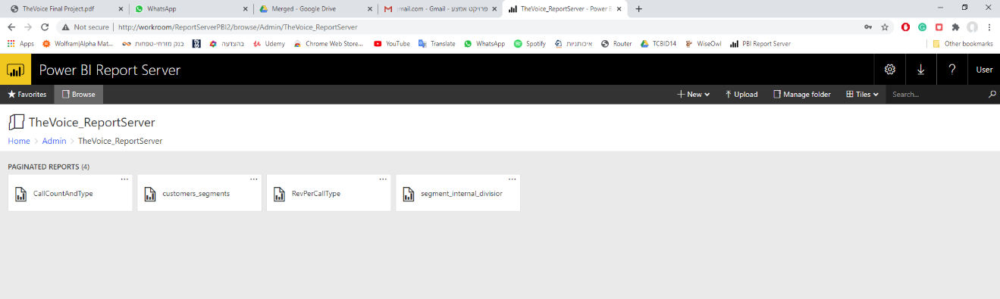 TheVoice Final Project.pdf
WhatsApp
Merged - Google Drive
mail.com - Gmail - פרויקט אמצע
TheVoice_ReportServer - Power B
Not secure | http://workroom/ReportServerPBI2/browse/Admin/TheVoice_ReportServer
Apps Wolfram|Alpha Mat... בנק מזרחי-טפחות בהצדעה Udemy Chrome Web Store... YouTube Translate WhatsApp Spotify איכותניות Router TCBID14 WiseOwl PBI Report Server Other bookmarks
Power BI Report Server ? User
Favorites Browse New Upload Manage folder Tiles Search...
TheVoice_ReportServer
Home > Admin > TheVoice_ReportServer
PAGINATED REPORTS (4)
CallCountAndType
customers_segments
RevPerCallType
segment_internal_divisior